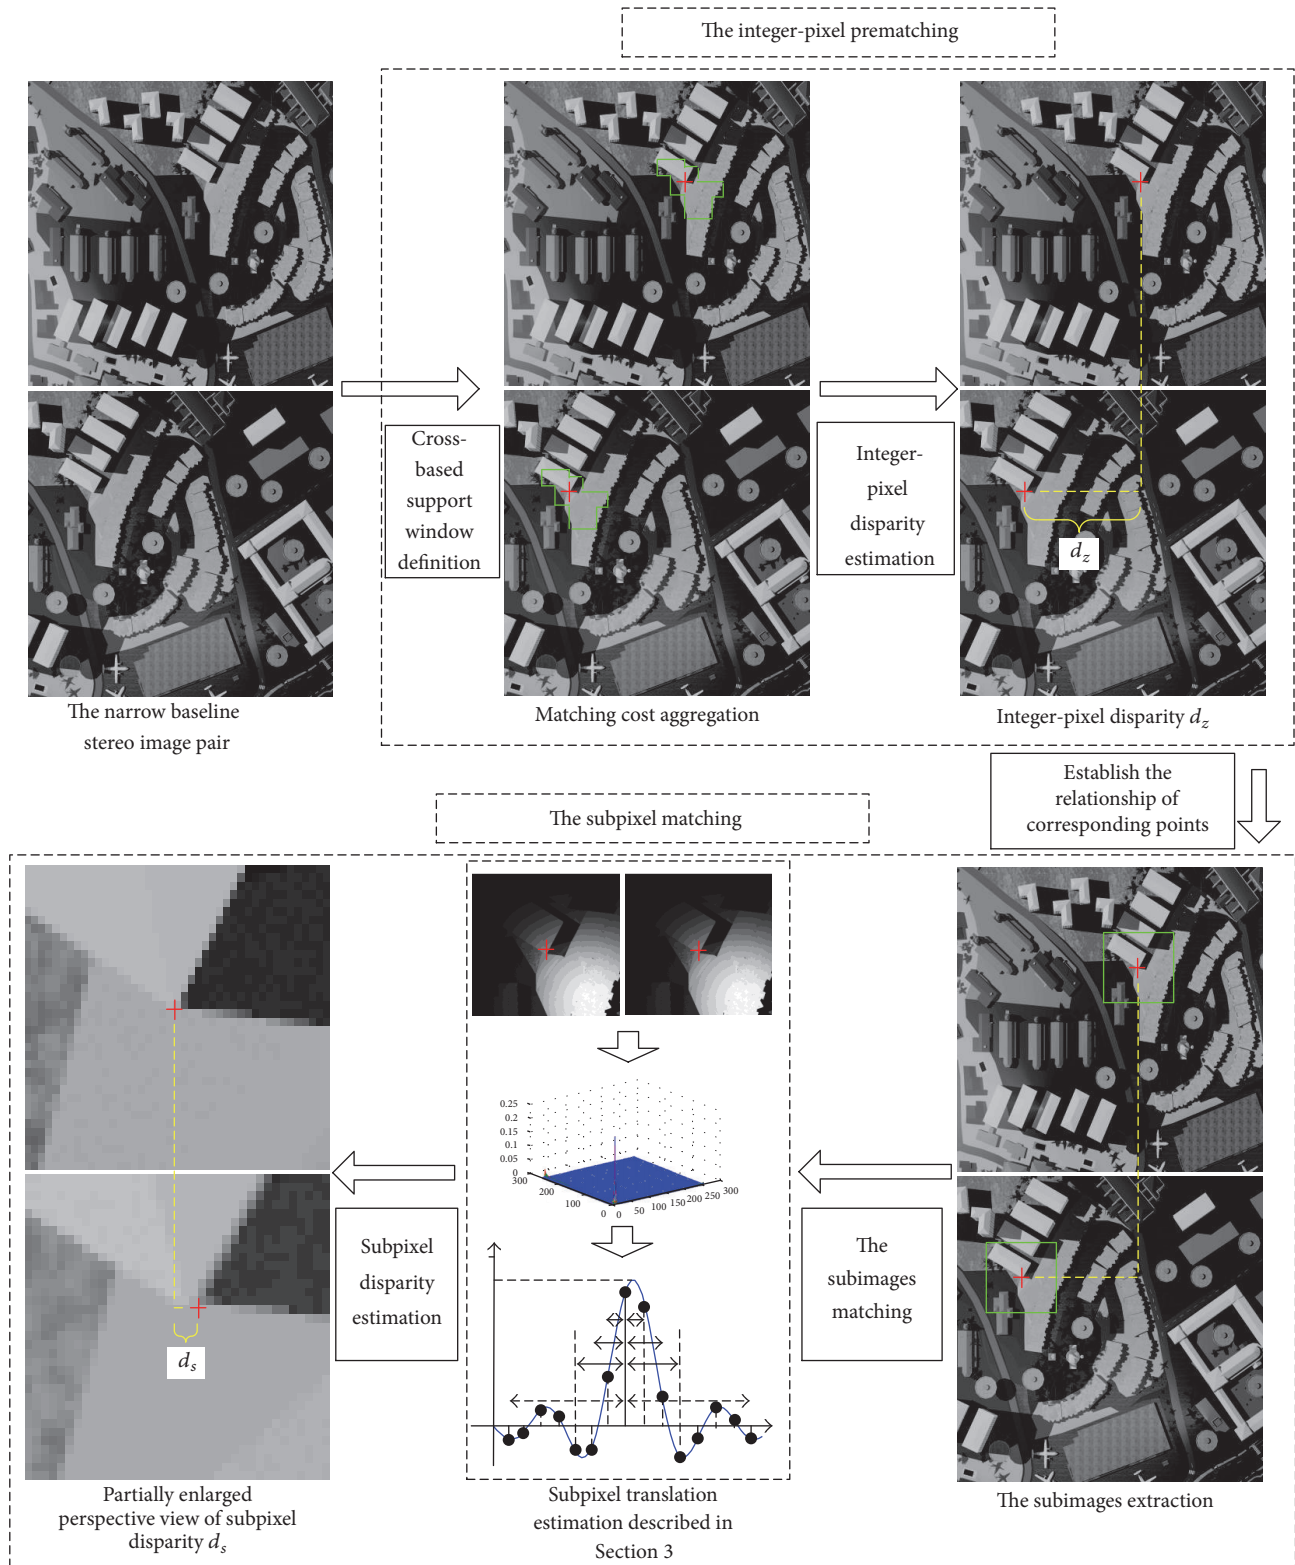 The integer-pixel prematching
Cross-
based
support
window
definition
Integer-
pixel
disparity
estimation
d_z
The narrow baseline
stereo image pair
Matching cost aggregation
Integer-pixel disparity d_z
Establish the
relationship of
corresponding points
The subpixel matching
0.25
0.2
0.15
0.1
0.05
0
300
200
100
0
0
50
100
150
200
250
300
Subpixel
disparity
estimation
The
subimages
matching
d_s
Partially enlarged
perspective view of subpixel
disparity d_s
Subpixel translation
estimation described in
Section 3
The subimages extraction